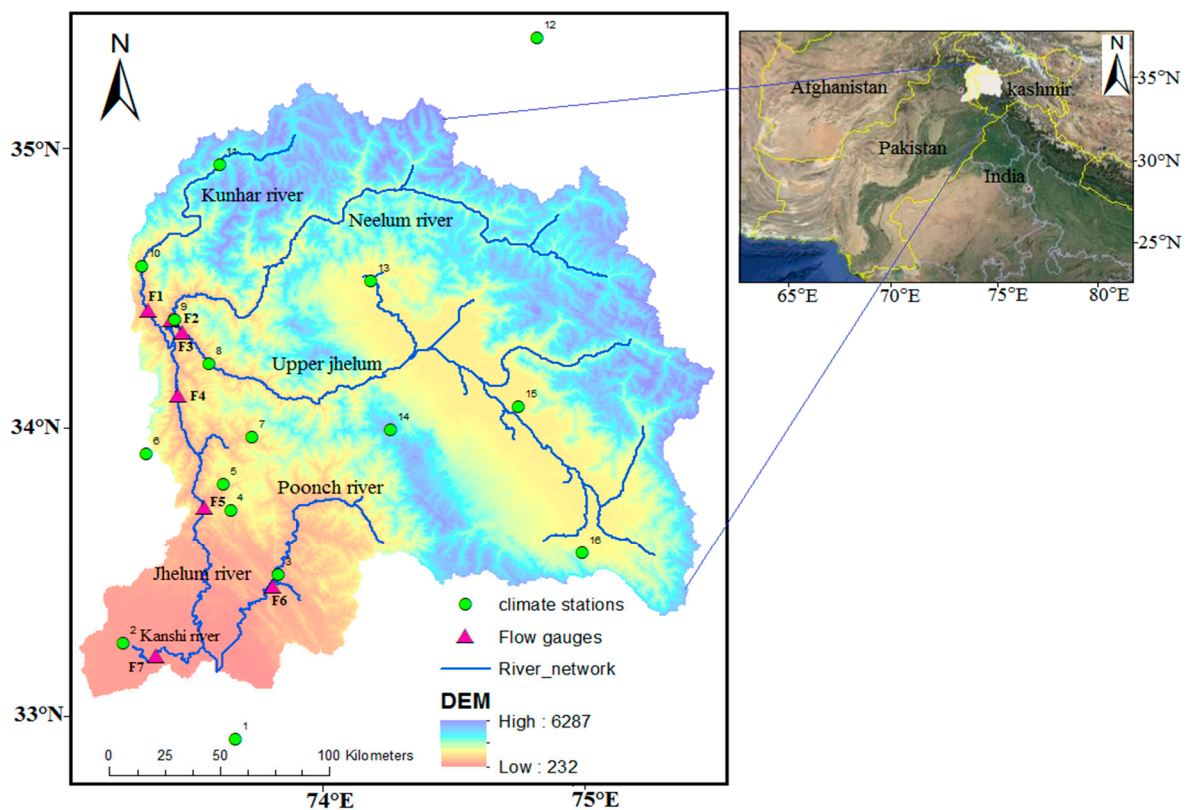 N
12
35°N
11
Kunhar river
Neelum river
10
13
F1
9
F2
F3
8
Upper jhelum
F4
15
34°N
7
14
6
5
4
F5
Poonch river
16
3
Jhelum river
F6
2
Kanshi river
F7
climate stations
Flow gauges
River_network
DEM
High : 6287
Low : 232
33°N
1
0 25 50 100 Kilometers
74°E 75°E
N
Afghanistan
kashmir
Pakistan
India
35°N
30°N
25°N
65°E 70°E 75°E 80°E